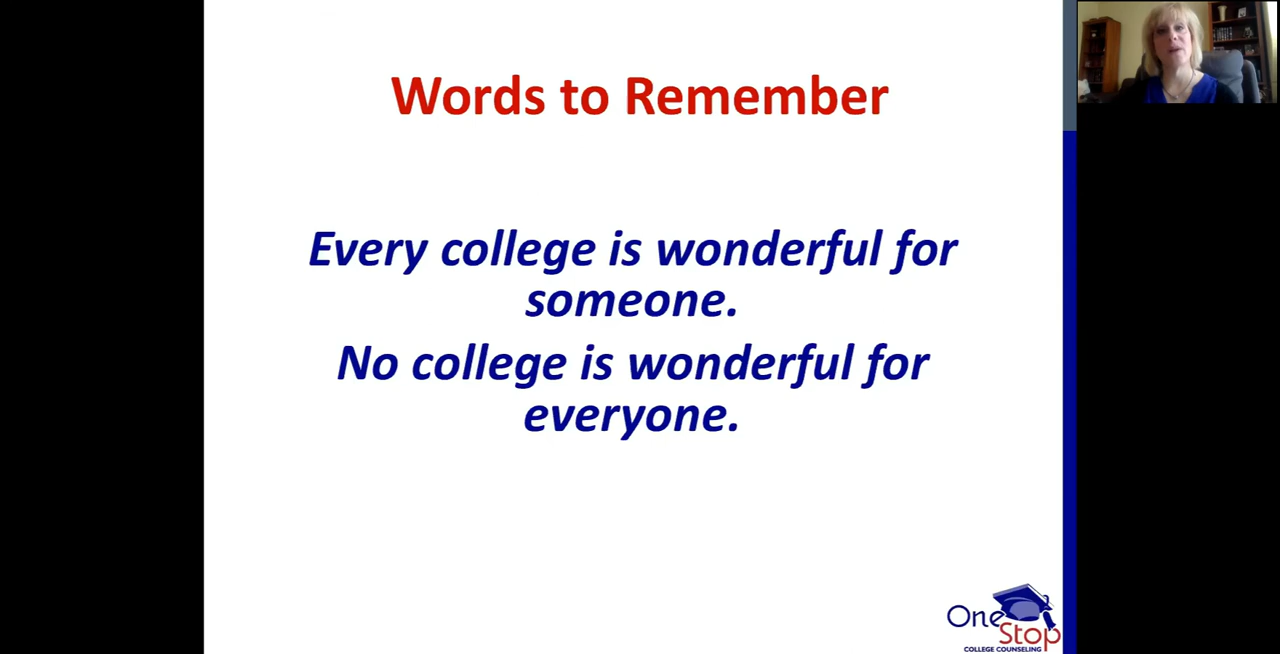 Words to Remember
Every college is wonderful for
someone.
No college is wonderful for
everyone.
One
Stop
COLLEGE COUNSELING